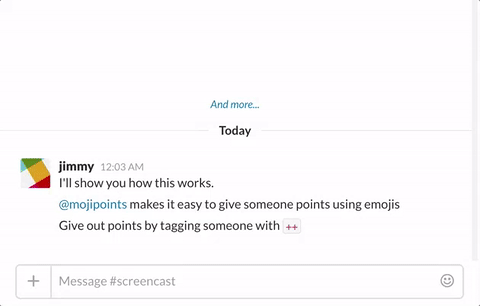 And more...
Today
jimmy 12:03 AM
I'll show you how this works.
@mojipoints makes it easy to give someone points using emojis
Give out points by tagging someone with ++
+ Message #screencast